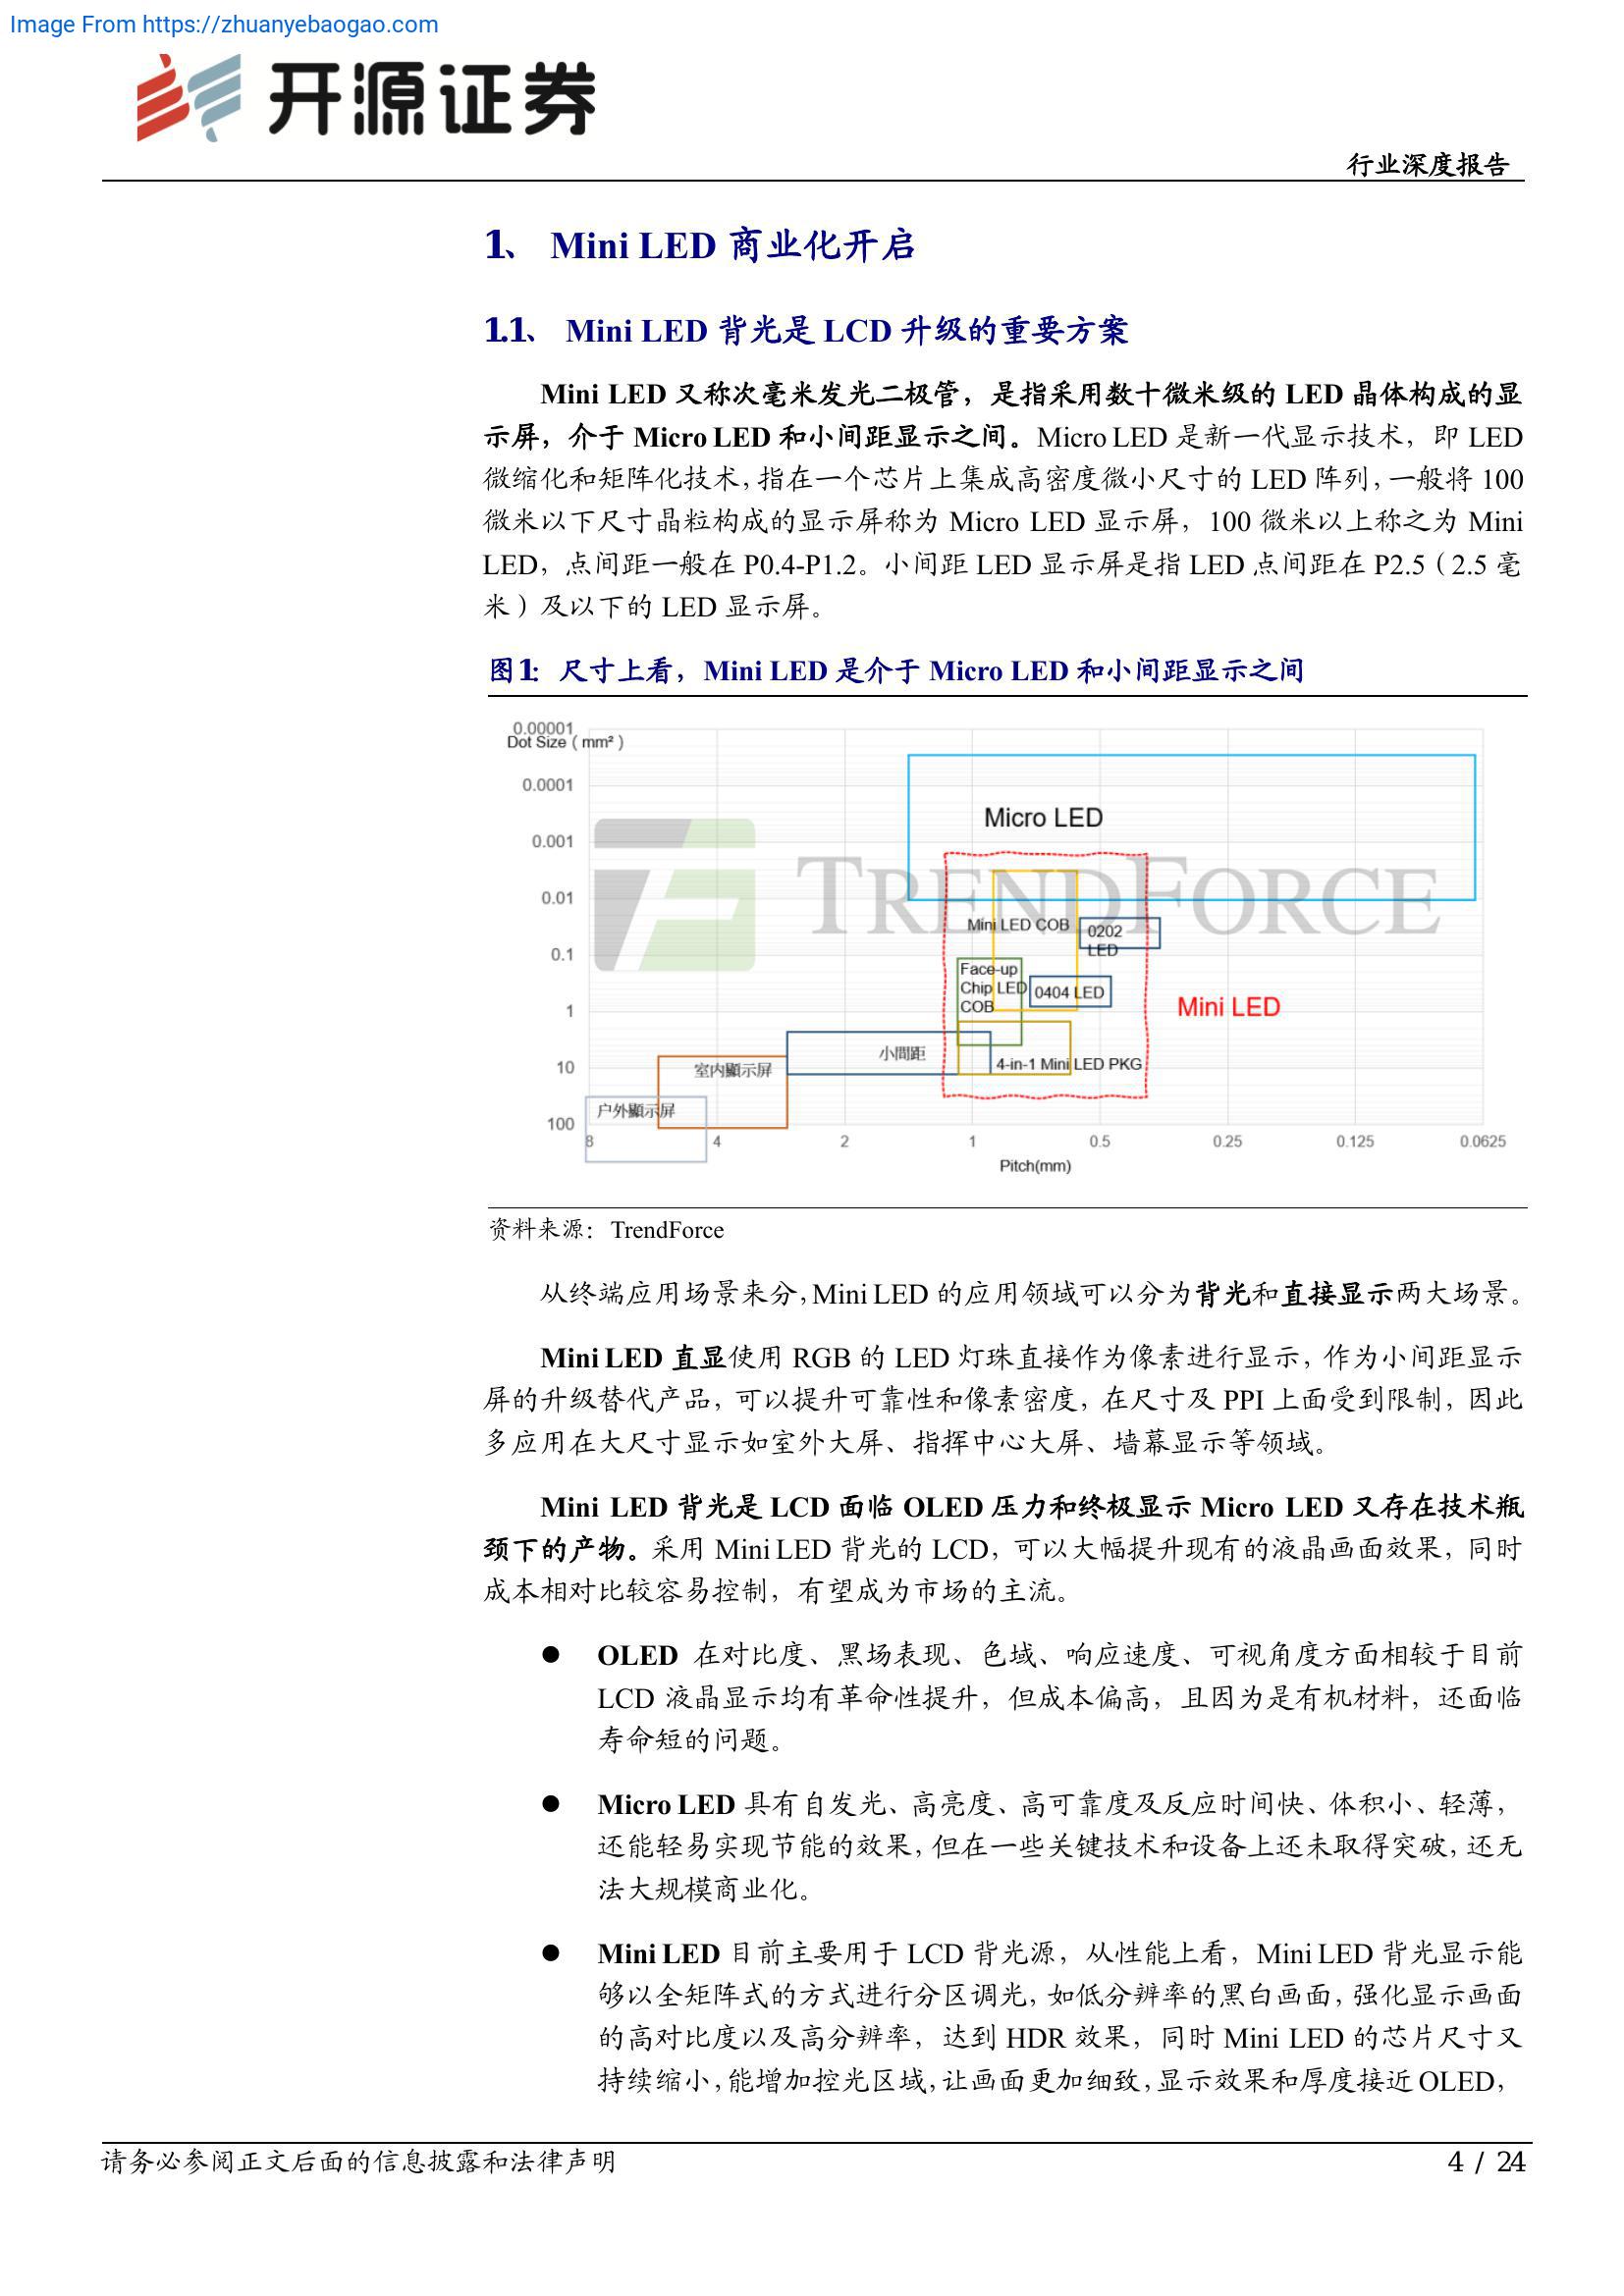 Image From https://zhuanyebaogao.com
开源证券
行业深度报告
1、 Mini LED 商业化开启
1.1、 Mini LED 背光是 LCD 升级的重要方案
Mini LED 又称次毫米发光二极管，是指采用数十微米级的 LED 晶体构成的显
示屏，介于 Micro LED 和小间距显示之间。Micro LED 是新一代显示技术，即 LED
微缩化和矩阵化技术，指在一个芯片上集成高密度微小尺寸的 LED 阵列，一般将 100
微米以下尺寸晶粒构成的显示屏称为 Micro LED 显示屏，100 微米以上称之为 Mini
LED，点间距一般在 P0.4-P1.2。小间距 LED 显示屏是指 LED 点间距在 P2.5（2.5 毫
米）及以下的 LED 显示屏。
图1：尺寸上看，Mini LED 是介于 Micro LED 和小间距显示之间
0.00001
Dot Size ( mm² )
0.0001
Micro LED
0.001
TRENDFORCE
0.01
Mini LED COB
0202
LED
0.1
Face-up
Chip LED
COB
0404 LED
1
Mini LED
小間距
10
室内顯示屏
4-in-1 Mini LED PKG
户外顯示屏
100
8 4 2 1 0.5 0.25 0.125 0.0625
Pitch(mm)
资料来源：TrendForce
从终端应用场景来分，Mini LED 的应用领域可以分为背光和直接显示两大场景。
Mini LED 直显使用 RGB 的 LED 灯珠直接作为像素进行显示，作为小间距显示
屏的升级替代产品，可以提升可靠性和像素密度，在尺寸及 PPI 上面受到限制，因此
多应用在大尺寸显示如室外大屏、指挥中心大屏、墙幕显示等领域。
Mini LED 背光是 LCD 面临 OLED 压力和终极显示 Micro LED 又存在技术瓶
颈下的产物。采用 Mini LED 背光的 LCD，可以大幅提升现有的液晶画面效果，同时
成本相对比较容易控制，有望成为市场的主流。
● OLED 在对比度、黑场表现、色域、响应速度、可视角度方面相较于目前
LCD 液晶显示均有革命性提升，但成本偏高，且因为是有机材料，还面临
寿命短的问题。
● Micro LED 具有自发光、高亮度、高可靠度及反应时间快、体积小、轻薄，
还能轻易实现节能的效果，但在一些关键技术和设备上还未取得突破，还无
法大规模商业化。
● Mini LED 目前主要用于 LCD 背光源，从性能上看，Mini LED 背光显示能
够以全矩阵式的方式进行分区调光，如低分辨率的黑白画面，强化显示画面
的高对比度以及高分辨率，达到 HDR 效果，同时 Mini LED 的芯片尺寸又
持续缩小，能增加控光区域，让画面更加细致，显示效果和厚度接近 OLED，
请务必参阅正文后面的信息披露和法律声明
4 / 24